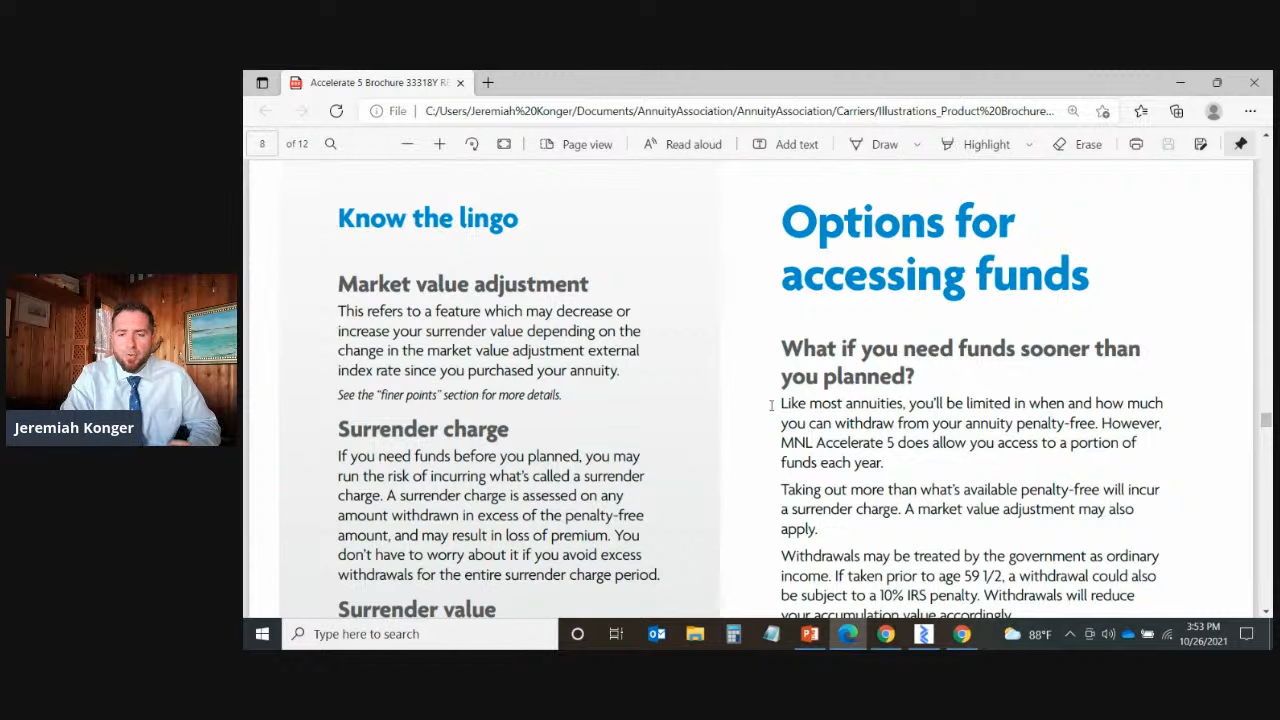 Accelerate 5 Brochure 33318Y RE
File
C:/Users/Jeremiah%20Konger/Documents/AnnuityAssociation/AnnuityAssociation/Carriers/Illustrations_Product%20Brochure...
8 of 12
Page view
Read aloud
Add text
Draw
Highlight
Erase
Know the lingo
Market value adjustment
This refers to a feature which may decrease or
increase your surrender value depending on the
change in the market value adjustment external
index rate since you purchased your annuity.
See the “finer points” section for more details.
Surrender charge
If you need funds before you planned, you may
run the risk of incurring what’s called a surrender
charge. A surrender charge is assessed on any
amount withdrawn in excess of the penalty-free
amount, and may result in loss of premium. You
don’t have to worry about it if you avoid excess
withdrawals for the entire surrender charge period.
Surrender value
Options for
accessing funds
What if you need funds sooner than
you planned?
Like most annuities, you’ll be limited in when and how much
you can withdraw from your annuity penalty-free. However,
MNL Accelerate 5 does allow you access to a portion of
funds each year.
Taking out more than what’s available penalty-free will incur
a surrender charge. A market value adjustment may also
apply.
Withdrawals may be treated by the government as ordinary
income. If taken prior to age 59 1/2, a withdrawal could also
be subject to a 10% IRS penalty. Withdrawals will reduce
your accumulation value accordingly.
Jeremiah Konger
Type here to search
88°F
3:53 PM
10/26/2021